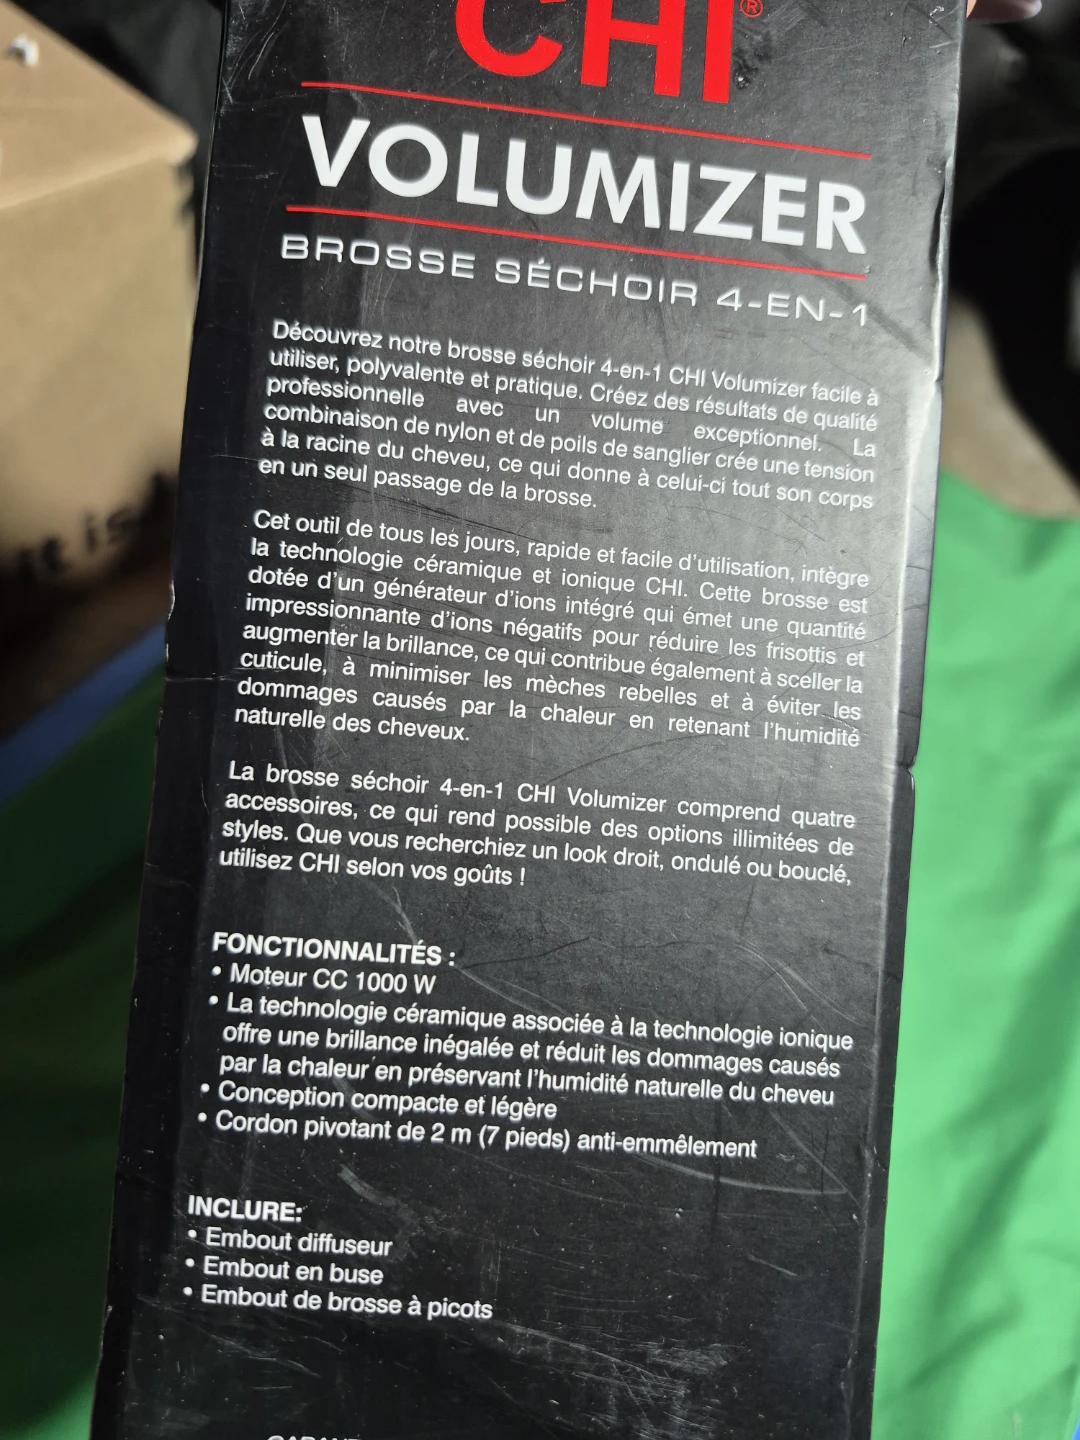 CHI®
VOLUMIZER
BROSSE SÉCHOIR 4-EN-1
Découvrez notre brosse séchoir 4-en-1 CHI Volumizer facile à
utiliser, polyvalente et pratique. Créez des résultats de qualité
professionnelle avec un volume exceptionnel. La
combinaison de nylon et de poils de sanglier crée une tension
à la racine du cheveu, ce qui donne à celui-ci tout son corps
en un seul passage de la brosse.
Cet outil de tous les jours, rapide et facile d'utilisation, intègre
la technologie céramique et ionique CHI. Cette brosse est
dotée d'un générateur d'ions intégré qui émet une quantité
impressionnante d'ions négatifs pour réduire les frisottis et
augmenter la brillance, ce qui contribue également à sceller la
cuticule, à minimiser les mèches rebelles et à éviter les
dommages causés par la chaleur en retenant l'humidité
naturelle des cheveux.
La brosse séchoir 4-en-1 CHI Volumizer comprend quatre
accessoires, ce qui rend possible des options illimitées de
styles. Que vous recherchiez un look droit, ondulé ou bouclé,
utilisez CHI selon vos goûts !
FONCTIONNALITÉS :
• Moteur CC 1000 W
• La technologie céramique associée à la technologie ionique
offre une brillance inégalée et réduit les dommages causés
par la chaleur en préservant l'humidité naturelle du cheveu
• Conception compacte et légère
• Cordon pivotant de 2 m (7 pieds) anti-emmêlement
INCLURE:
• Embout diffuseur
• Embout en buse
• Embout de brosse à picots